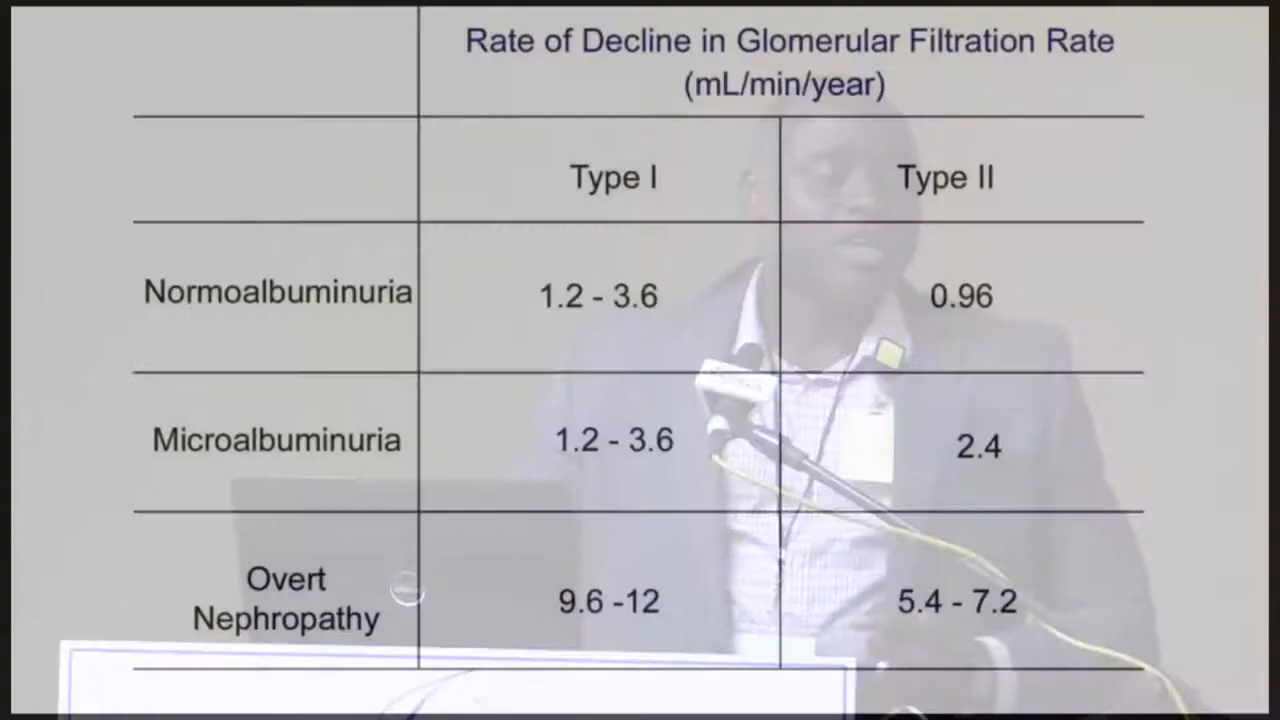 Rate of Decline in Glomerular Filtration Rate
(mL/min/year)
Type I Type II
Normoalbuminuria 1.2 - 3.6 0.96
Microalbuminuria 1.2 - 3.6 2.4
Overt
Nephropathy 9.6 -12 5.4 - 7.2